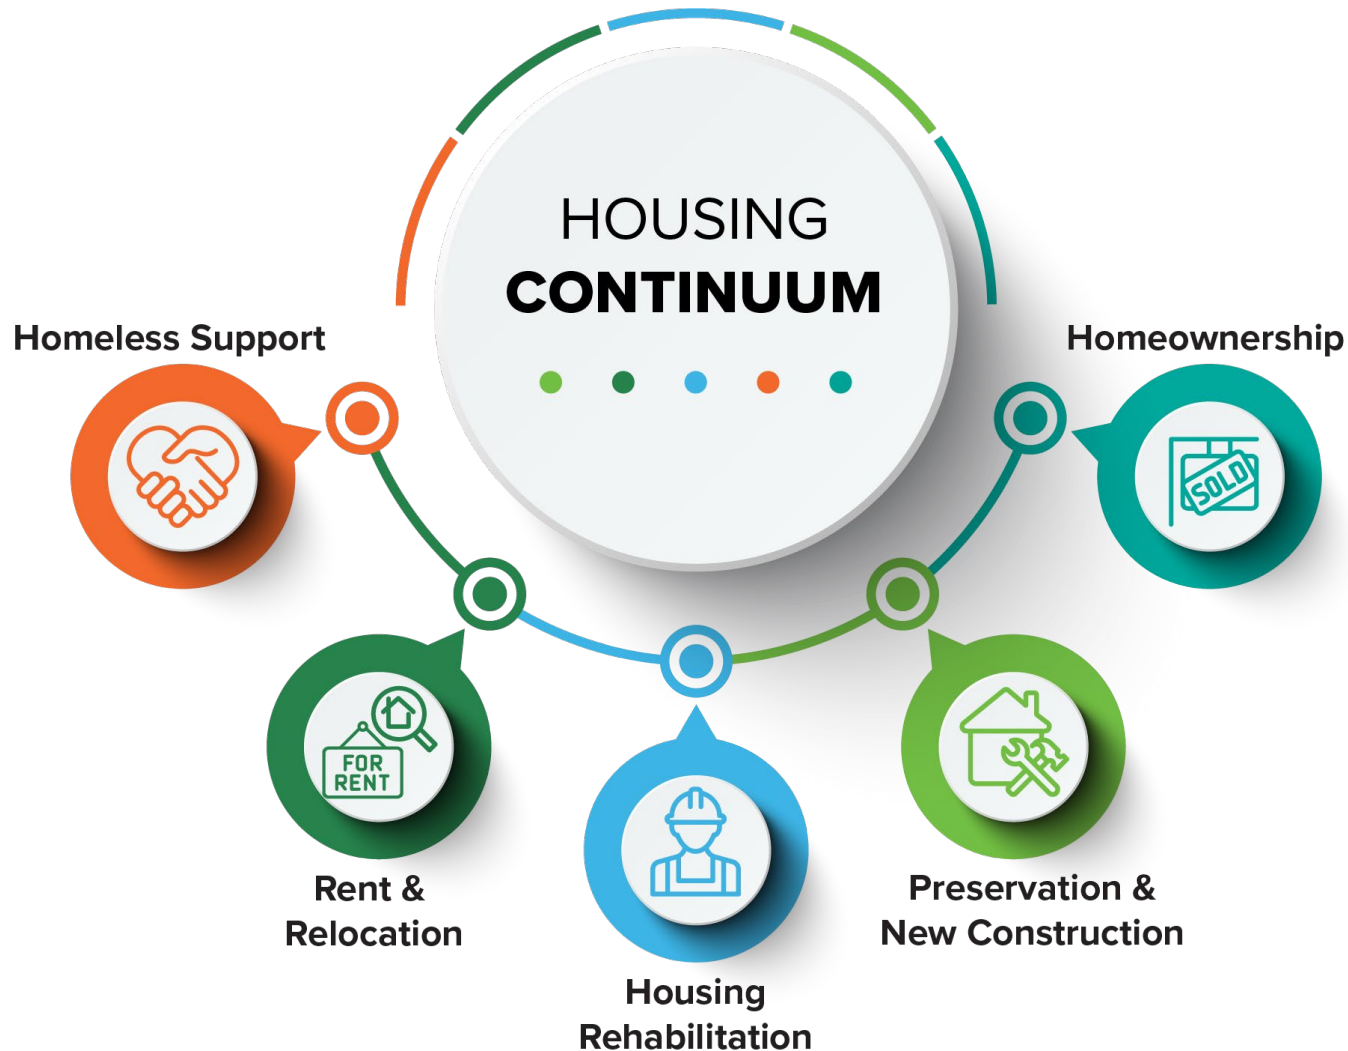 HOUSING
CONTINUUM
Homeless Support
Homeownership
SOLD
FOR
RENT
Rent &
Relocation
Preservation &
New Construction
Housing
Rehabilitation